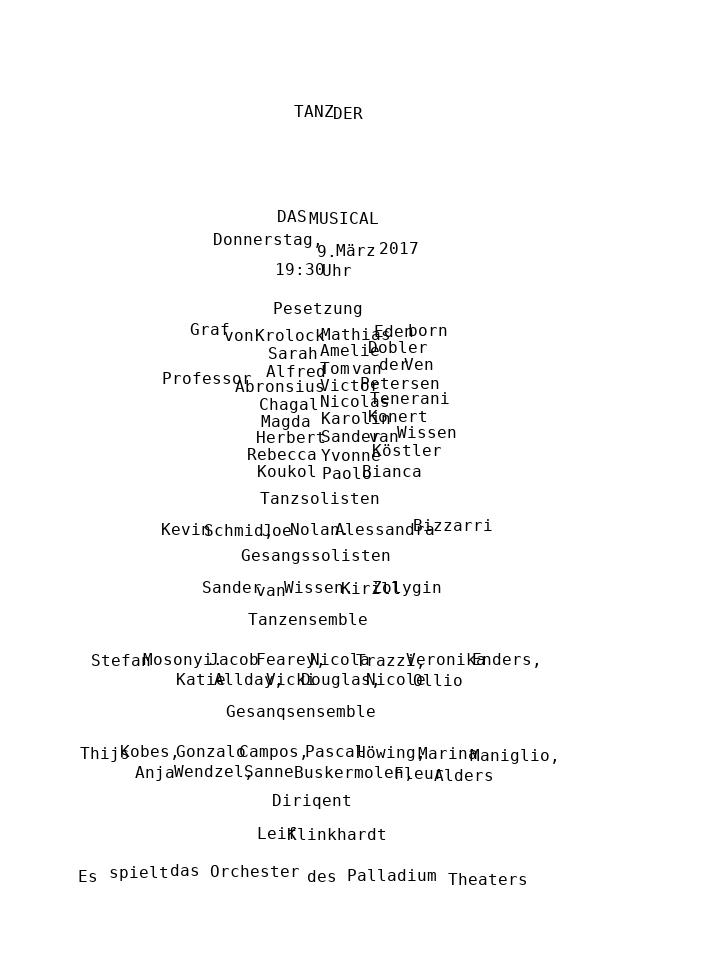 TANZ DER
DAS MUSICAL
Donnerstag, 9. März 2017
19:30 Uhr
Pesetzung
Graf von Krolock Mathias Edenborn
Sarah Amelie Dobler
Alfred Tom van der Ven
Professor Abronsius Victor Petersen
Chagal Nicolas Tenerani
Magda Karolin Konert
Herbert Sander van Wissen
Rebecca Yvonne Köstler
Koukol Paolo Bianca
Tanzsolisten
Kevin Schmid, Joe Nolan. Alessandra Bizzarri
Gesangssolisten
Sander van Wissen, Kirill Zolygin
Tanzensemble
Stefan Mosonyi, Jacob Fearey, Nicola Trazzi, Veronika Enders,
Katie Allday, Vicki Douglas, Nicole Ollio
Gesanqsensemble
Thijs Kobes, Gonzalo Campos, Pascal Höwing, Marina Maniglio,
Anja Wendzel, Sanne Buskermolen, Fleur Alders
Diriqent
Leif Klinkhardt
Es spielt das Orchester des Palladium Theaters